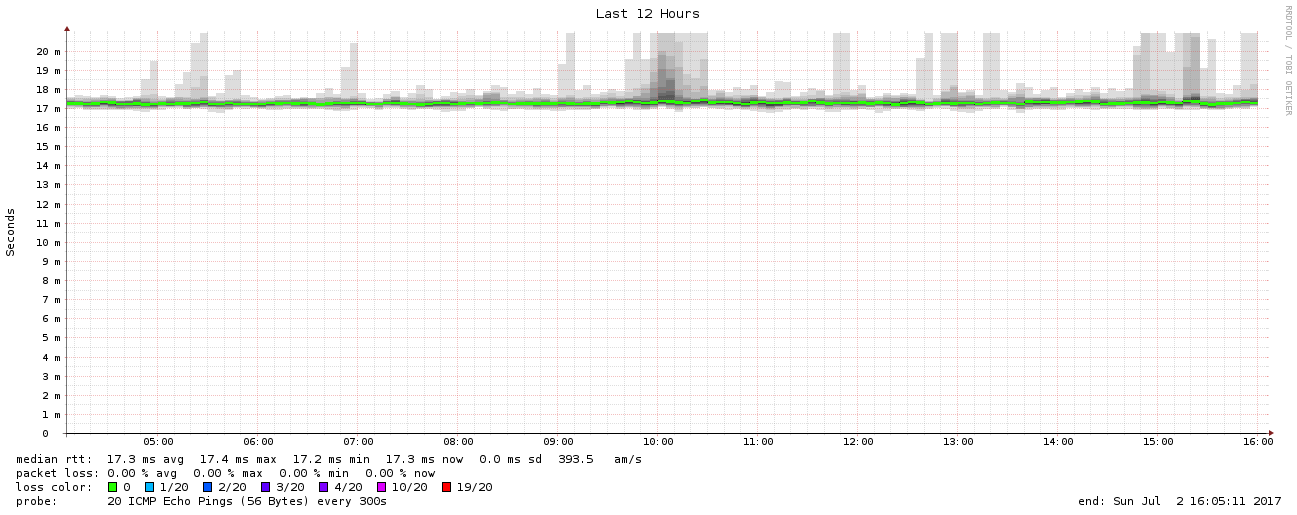 Last 12 Hours
RRDTOOL / TOBI OETIKER
Seconds
20 m
19 m
18 m
17 m
16 m
15 m
14 m
13 m
12 m
11 m
10 m
9 m
8 m
7 m
6 m
5 m
4 m
3 m
2 m
1 m
0
05:00 06:00 07:00 08:00 09:00 10:00 11:00 12:00 13:00 14:00 15:00 16:00
median rtt: 17.3 ms avg 17.4 ms max 17.2 ms min 17.3 ms now 0.0 ms sd 393.5 am/s
packet loss: 0.00 % avg 0.00 % max 0.00 % min 0.00 % now
loss color: 0 1/20 2/20 3/20 4/20 10/20 19/20
probe: 20 ICMP Echo Pings (56 Bytes) every 300s end: Sun Jul 2 16:05:11 2017